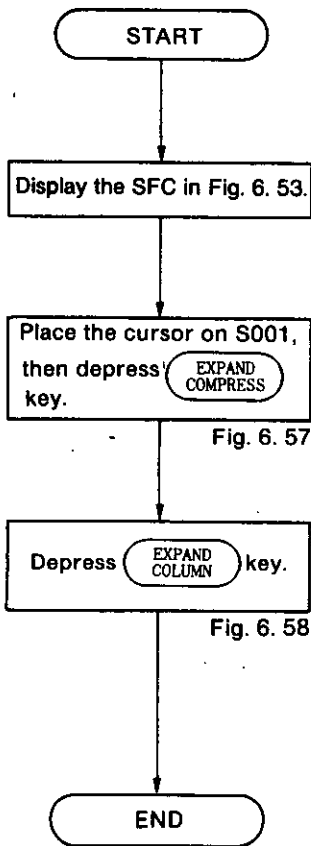 START
Display the SFC in Fig. 6. 53.
Place the cursor on S001,
then depress EXPAND COMPRESS
key.
Fig. 6. 57
Depress EXPAND COLUMN key.
Fig. 6. 58
END